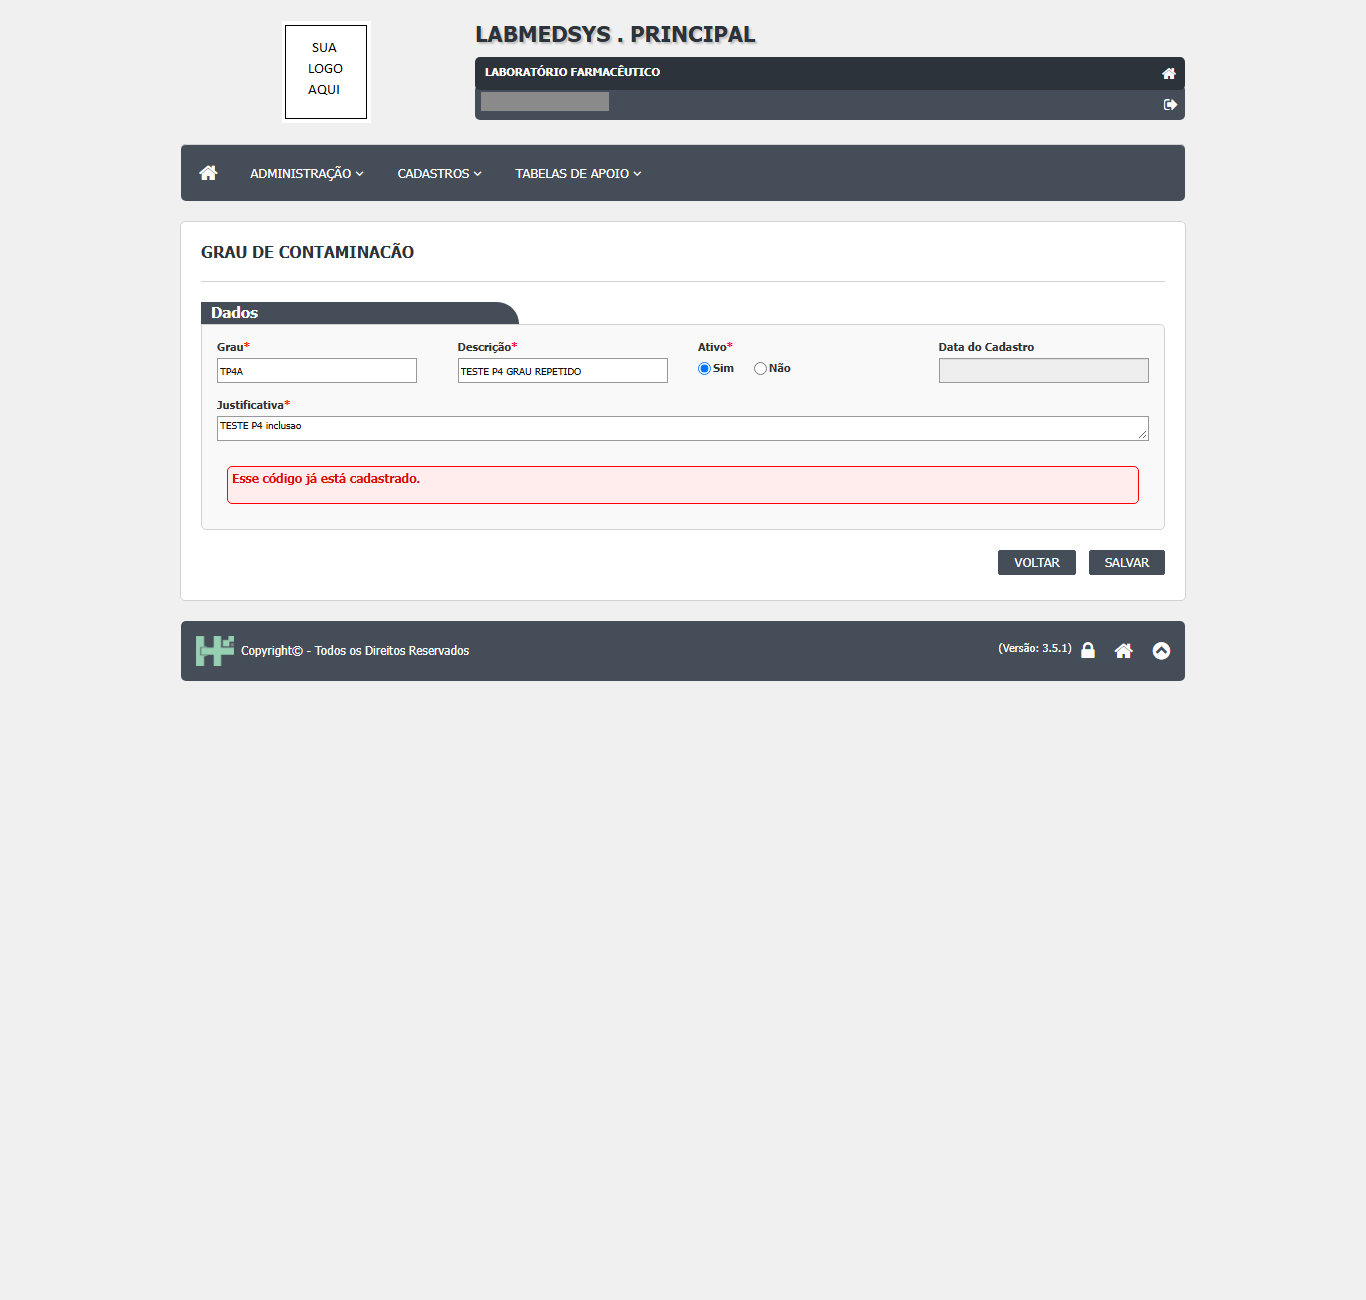 SUA
LOGO
AQUI
LABMEDSYS . PRINCIPAL
LABORATÓRIO FARMACÊUTICO
ADMINISTRAÇÃO
CADASTROS
TABELAS DE APOIO
GRAU DE CONTAMINACÃO
Dados
Grau*
Descrição*
Ativo*
Data do Cadastro
TP4A
TESTE P4 GRAU REPETIDO
Sim
Não
Justificativa*
TESTE P4 inclusao
Esse código já está cadastrado.
VOLTAR
SALVAR
Copyright© - Todos os Direitos Reservados
(Versão: 3.5.1)